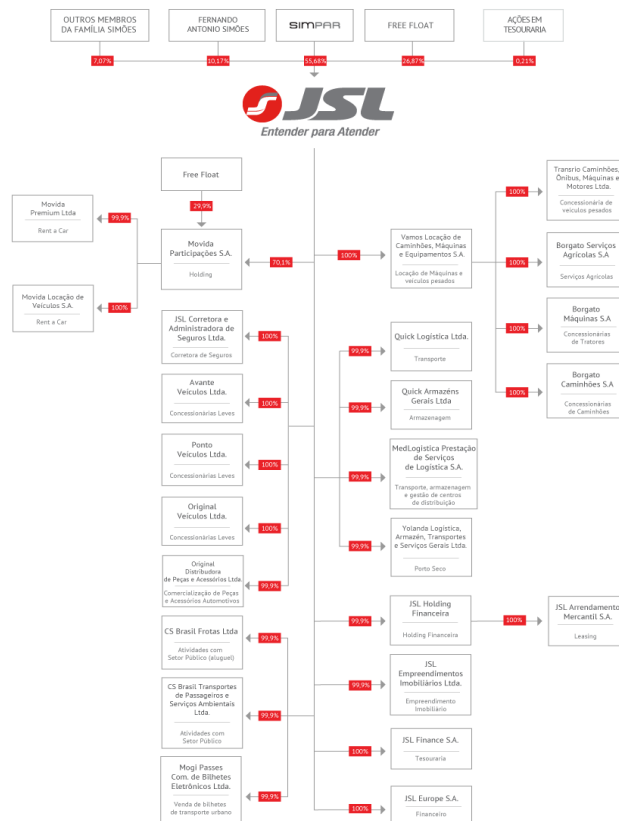 OUTROS MEMBROS
DA FAMÍLIA SIMÕES
FERNANDO
ANTONIO SIMÕES
SIMPAR
FREE FLOAT
AÇÕES EM
TESOURARIA
7,07%
10,17%
55,68%
26,87%
0,21%
JSL
Entender para Atender
Free Float
29,9%
Movida
Premium Ltda
Rent a Car
99,9%
Movida
Participações S.A.
Holding
70,1%
Movida Locação de
Veículos S.A.
Rent a Car
100%
100%
Vamos Locação de
Caminhões, Máquinas
e Equipamentos S.A.
Locação de Máquinas e
veículos pesados
100%
Transrio Caminhões,
Ônibus, Máquinas e
Motores Ltda.
Concessionária de
veículos pesados
100%
Borgato Serviços
Agrícolas S.A
Serviços Agrícolas
100%
Borgato
Máquinas S.A
Concessionárias
de Tratores
100%
Borgato
Caminhões S.A
Concessionárias
de Caminhões
JSL Corretora e
Administradora de
Seguros Ltda.
Corretora de Seguros
100%
Avante
Veículos Ltda.
Concessionárias Leves
100%
Ponto
Veículos Ltda.
Concessionárias Leves
100%
Original
Veículos Ltda.
Concessionárias Leves
100%
Original
Distribuidora
de Peças e Acessórios Ltda.
Comercialização de Peças
e Acessórios Automotivos
99,9%
99,9%
Quick Logística Ltda.
Transporte
99,9%
Quick Armazéns
Gerais Ltda
Armazenagem
99,9%
MedLogística Prestação
de Serviços
de Logística S.A.
Transporte, armazenagem
e gestão de centros
de distribuição
99,9%
Yolanda Logística,
Armazén, Transportes
e Serviços Gerais Ltda.
Porto Seco
CS Brasil Frotas Ltda
Atividades com
Setor Público (aluguel)
99,9%
CS Brasil Transportes
de Passageiros e
Serviços Ambientais
Ltda.
Atividades com
Setor Público
99,9%
Mogi Passes
Com. de Bilhetes
Eletrônicos Ltda.
Venda de bilhetes
de transporte urbano
99,9%
99,9%
JSL Holding
Financeira
Holding Financeira
100%
JSL Arrendamento
Mercantil S.A.
Leasing
99,9%
JSL
Empreendimentos
Imobiliários Ltda.
Empreendimento
Imobiliário
100%
JSL Finance S.A.
Tesouraria
100%
JSL Europe S.A.
Financeiro